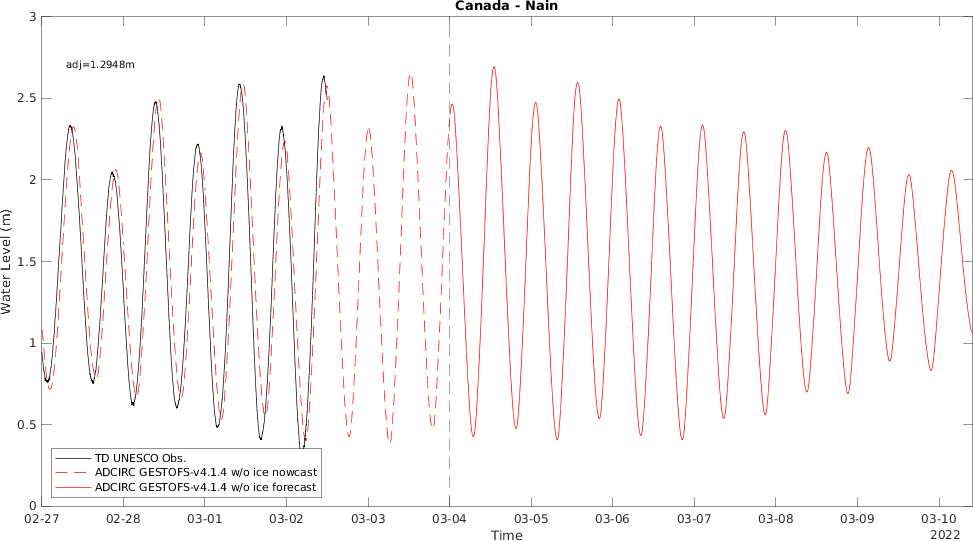 Canada - Nain
adj=1.2948m
Water Level (m)
3
2.5
2
1.5
1
0.5
0
TD UNESCO Obs.
ADCIRC GESTOFS-v4.1.4 w/o ice nowcast
ADCIRC GESTOFS-v4.1.4 w/o ice forecast
02-27 02-28 03-01 03-02 03-03 03-04 03-05 03-06 03-07 03-08 03-09 03-10
Time
2022